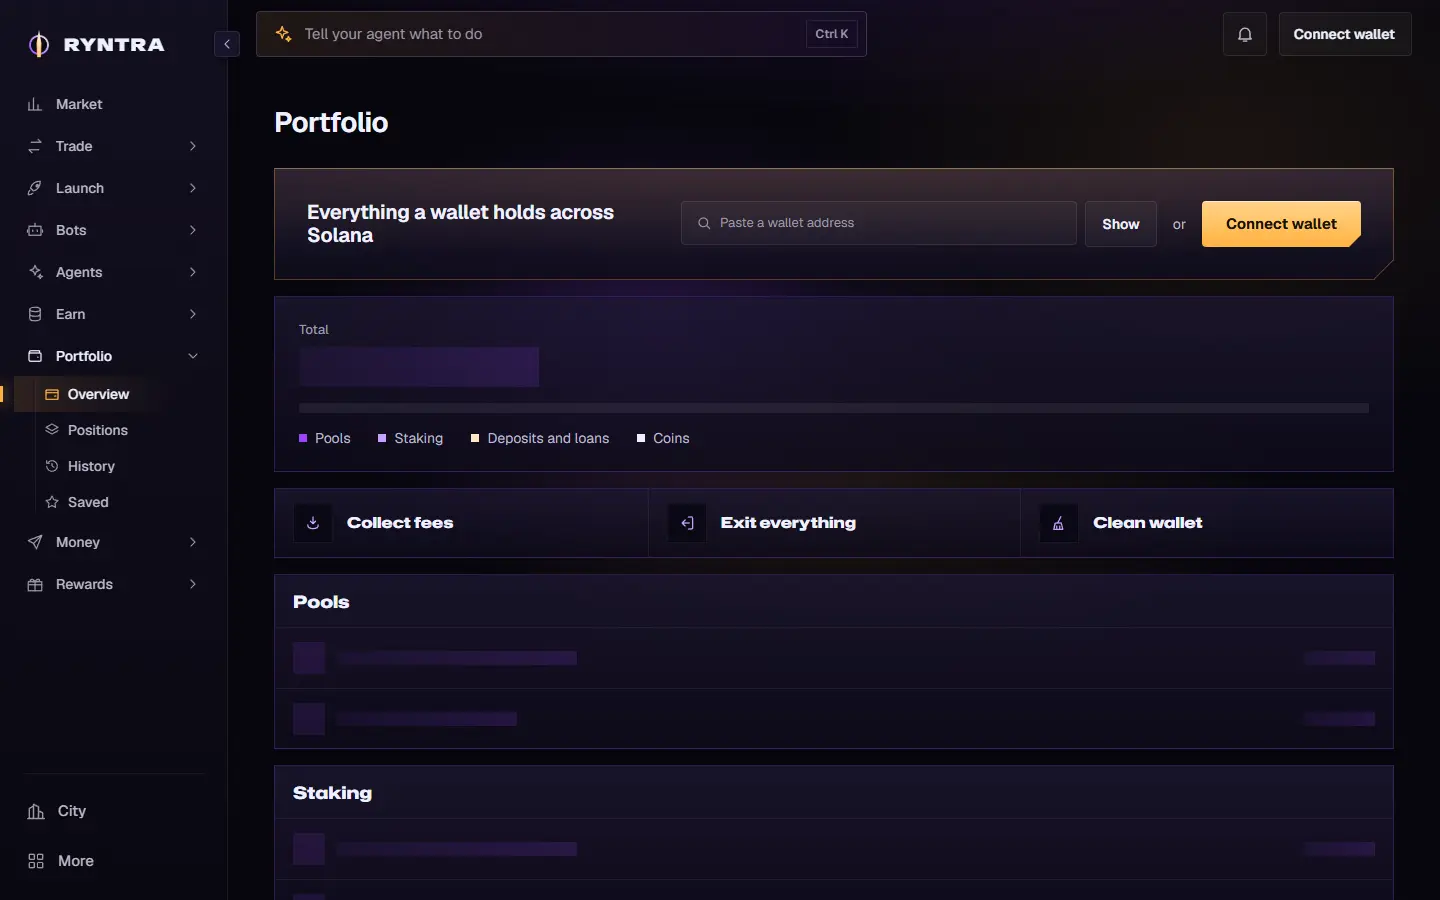 RYNTRA
Tell your agent what to do
Ctrl K
Connect wallet
Market
Trade
Launch
Bots
Agents
Earn
Portfolio
Overview
Positions
History
Saved
Money
Rewards
City
More
Portfolio
Everything a wallet holds across
Solana
Paste a wallet address
Show
or
Connect wallet
Total
Pools
Staking
Deposits and loans
Coins
Collect fees
Exit everything
Clean wallet
Pools
Staking